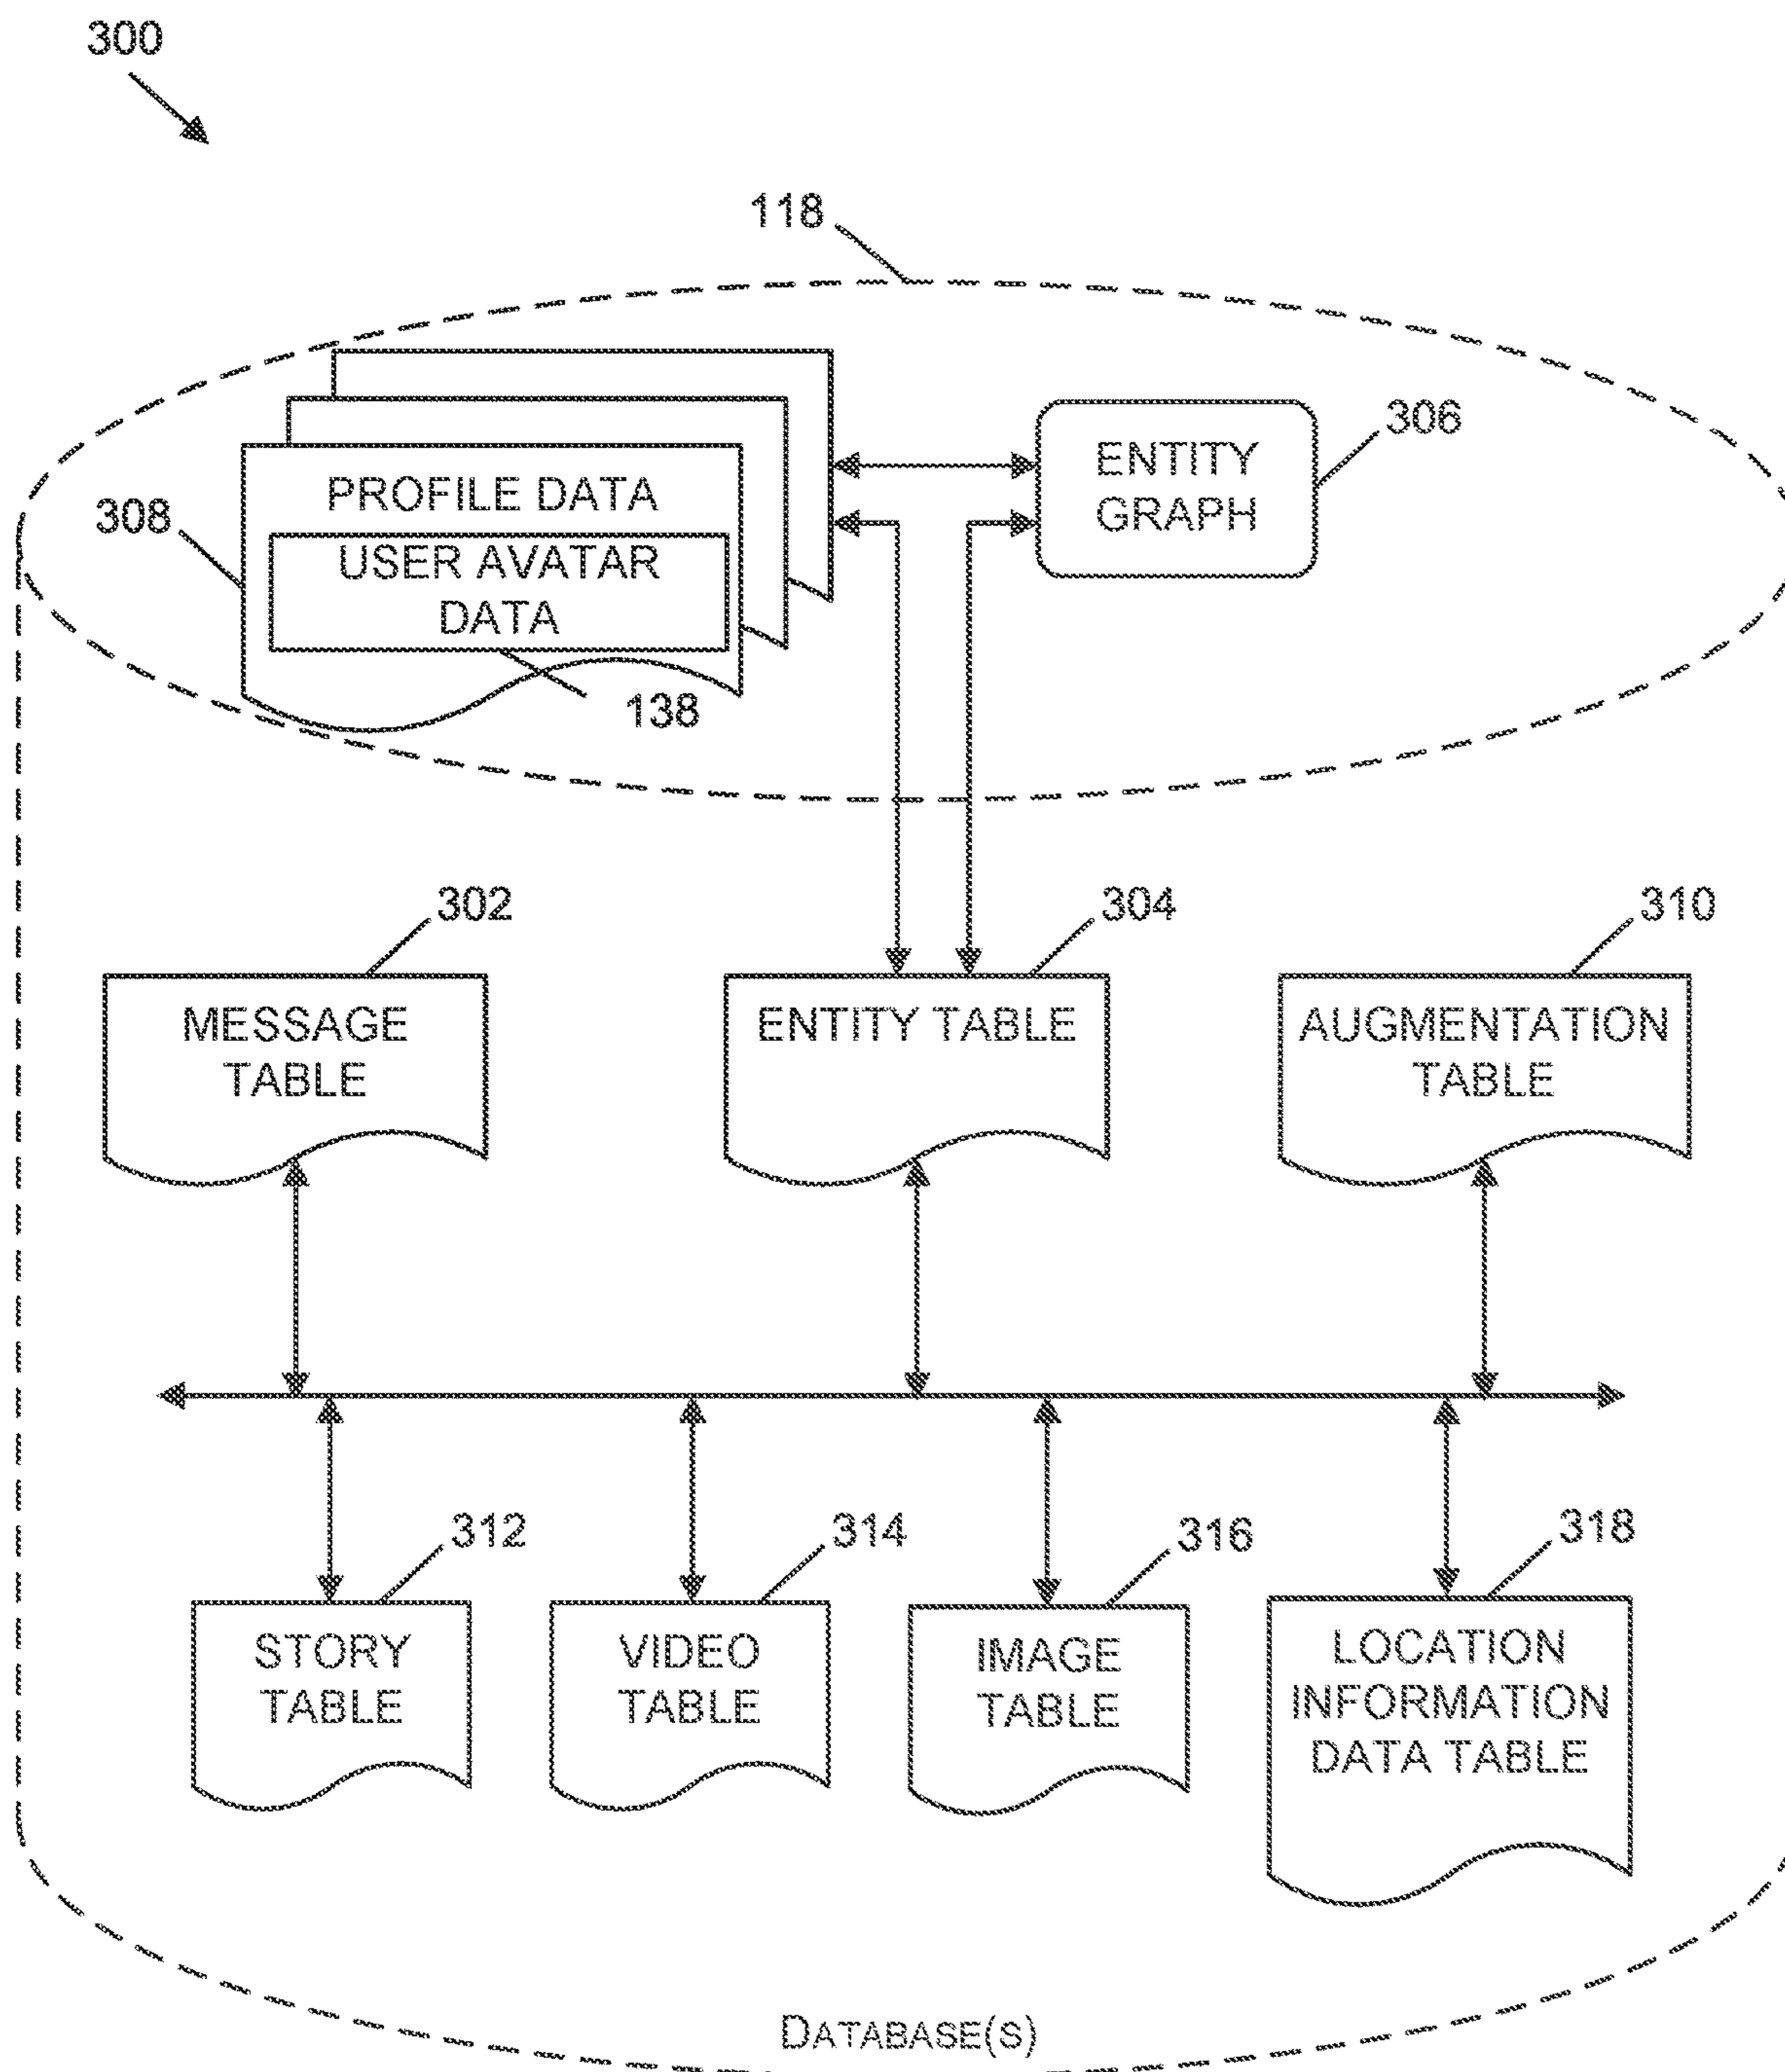 300
118
306
ENTITY
GRAPH
PROFILE DATA
308
USER AVATAR
DATA
138
302
304
310
MESSAGE
TABLE
ENTITY TABLE
AUGMENTATION
TABLE
312
314
316
318
STORY
TABLE
VIDEO
TABLE
IMAGE
TABLE
LOCATION
INFORMATION
DATA TABLE
DATABASE(S)